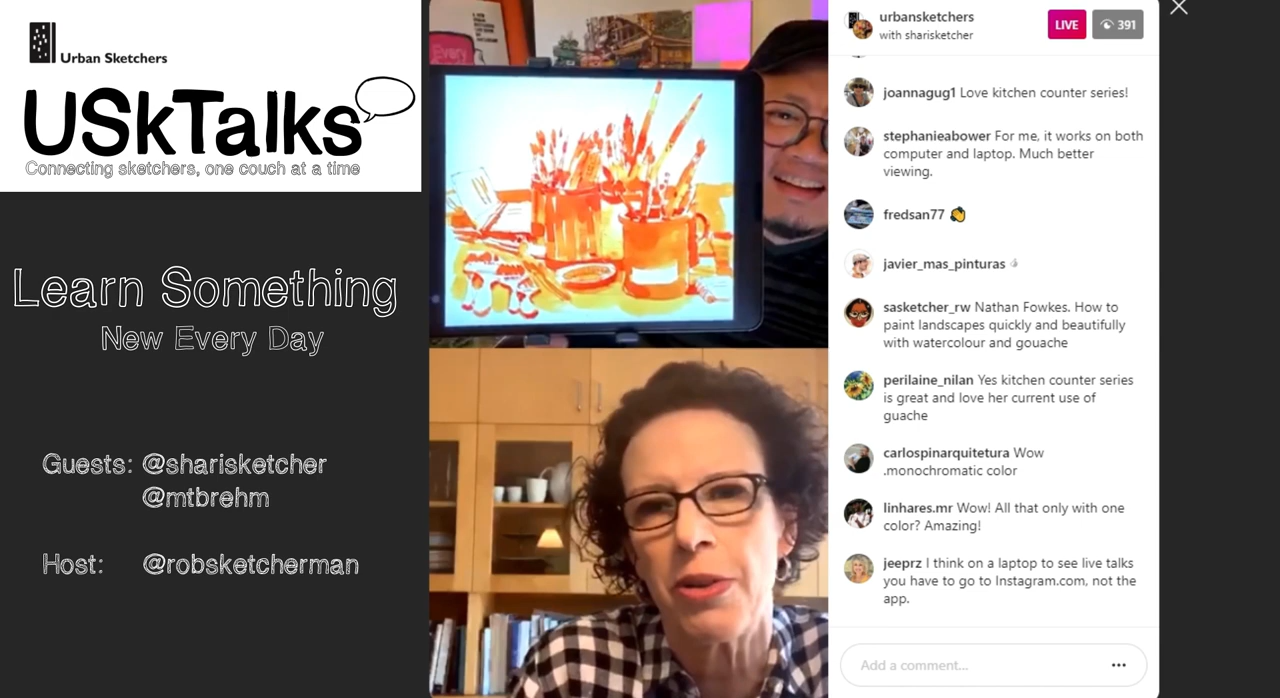 Urban Sketchers
USkTalks
Connecting sketchers, one couch at a time
Learn Something
New Every Day
Guests: @sharisketcher
@mtbrehm
Host: @robsketcherman
urbansketchers
with sharisketcher
LIVE
391
joannagug1 Love kitchen counter series!
stephanieabower For me, it works on both
computer and laptop. Much better
viewing.
fredsan77
javier_mas_pinturas
sasketcher_rw Nathan Fowkes. How to
paint landscapes quickly and beautifully
with watercolour and gouache
perilaine_nilan Yes kitchen counter series
is great and love her current use of
guache
carlospinarquitetura Wow
.monochromatic color
linhares.mr Wow! All that only with one
color? Amazing!
jeeprz I think on a laptop to see live talks
you have to go to Instagram.com, not the
app.
Add a comment...